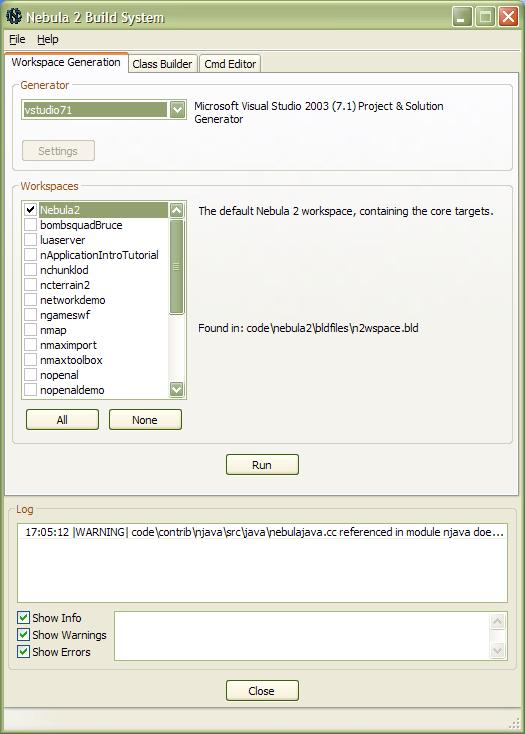 Nebula 2 Build System
File Help
Workspace Generation Class Builder Cmd Editor
Generator
vstudio71
Microsoft Visual Studio 2003 (7.1) Project & Solution
Generator
Settings
Workspaces
Nebula2
The default Nebula 2 workspace, containing the core targets.
bombsquadBruce
luaserver
nApplicationIntroTutorial
nchunklod
ncterrain2
networkdemo
ngameswf
nmap
Found in: code\nebula2\bldfiles\n2wspace.bld
nmaximport
nmaxtoolbox
nopenal
nopenaldemo
All None
Run
Log
17:05:12 |WARNING| code\contrib\njava\src\java\nebulajava.cc referenced in module njava doe...
Show Info
Show Warnings
Show Errors
Close